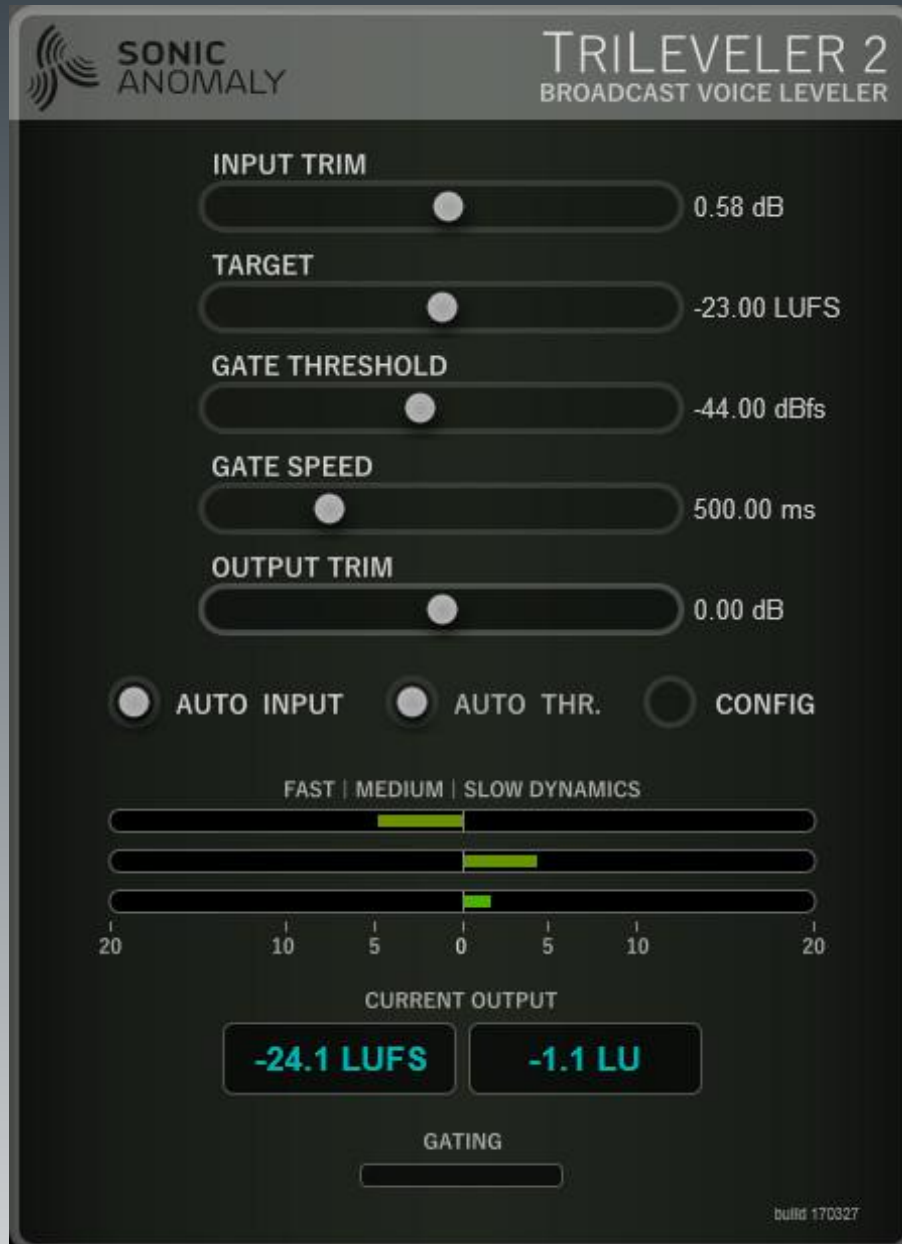 SONIC
ANOMALY
TRILEVELER 2
BROADCAST VOICE LEVELER
INPUT TRIM
0.58 dB
TARGET
-23.00 LUFS
GATE THRESHOLD
-44.00 dBfs
GATE SPEED
500.00 ms
OUTPUT TRIM
0.00 dB
AUTO INPUT AUTO THR. CONFIG
FAST | MEDIUM | SLOW DYNAMICS
20 10 5 0 5 10 20
CURRENT OUTPUT
-24.1 LUFS -1.1 LU
GATING
build 170327